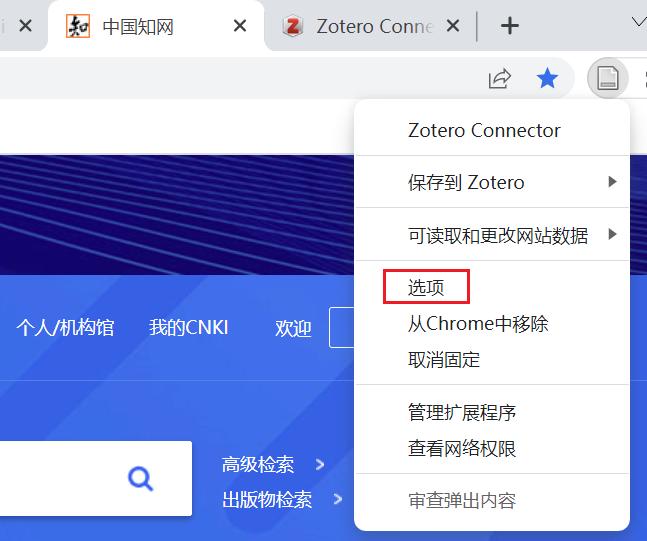 中国知网
Zotero Conne
Zotero Connector
保存到 Zotero
可读取和更改网站数据
选项
从Chrome中移除
取消固定
管理扩展程序
查看网络权限
审查弹出内容
个人/机构馆 我的CNKI 欢迎
高级检索 >
出版物检索 >